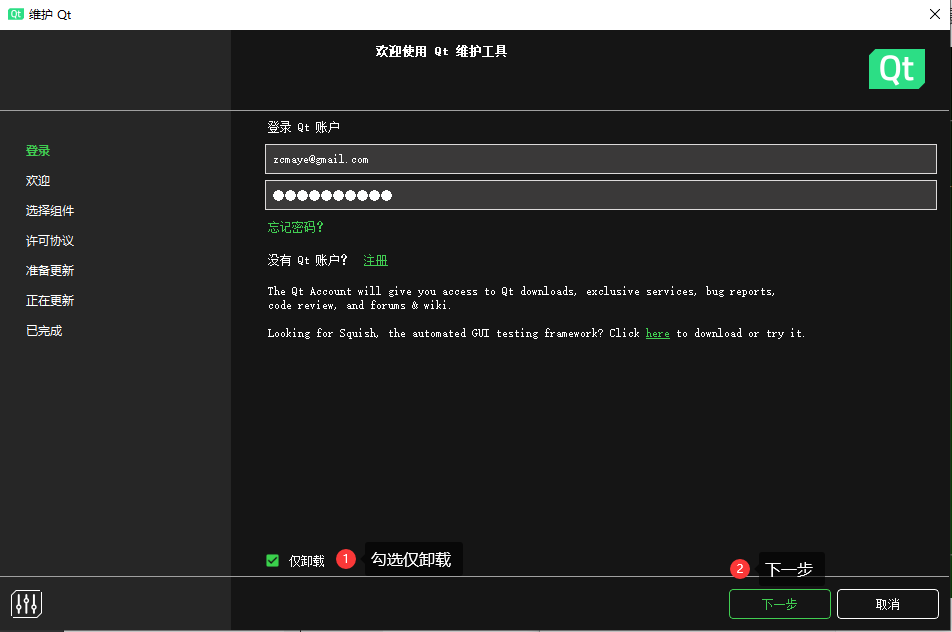 Qt 维护 Qt
欢迎使用 Qt 维护工具
Qt
登录
欢迎
选择组件
许可协议
准备更新
正在更新
已完成
登录 Qt 账户
zcmaye@gmail.com
忘记密码?
没有 Qt 账户? 注册
The Qt Account will give you access to Qt downloads, exclusive services, bug reports,
code review, and forums & wiki.
Looking for Squish, the automated GUI testing framework? Click here to download or try it.
仅卸载 1 勾选仅卸载
2 下一步
下一步 取消